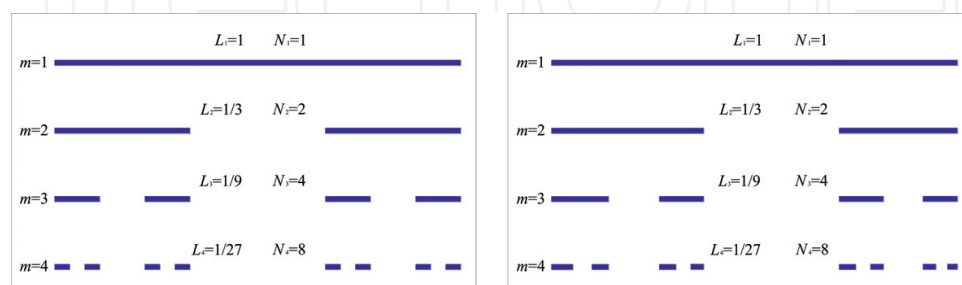 L₁=1 N₁=1
m=1
L₂=1/3 N₂=2
m=2
L₃=1/9 N₃=4
m=3
L₄=1/27 N₄=8
m=4
L₁=1 N₁=1
m=1
L₂=1/3 N₂=2
m=2
L₃=1/9 N₃=4
m=3
L₄=1/27 N₄=8
m=4